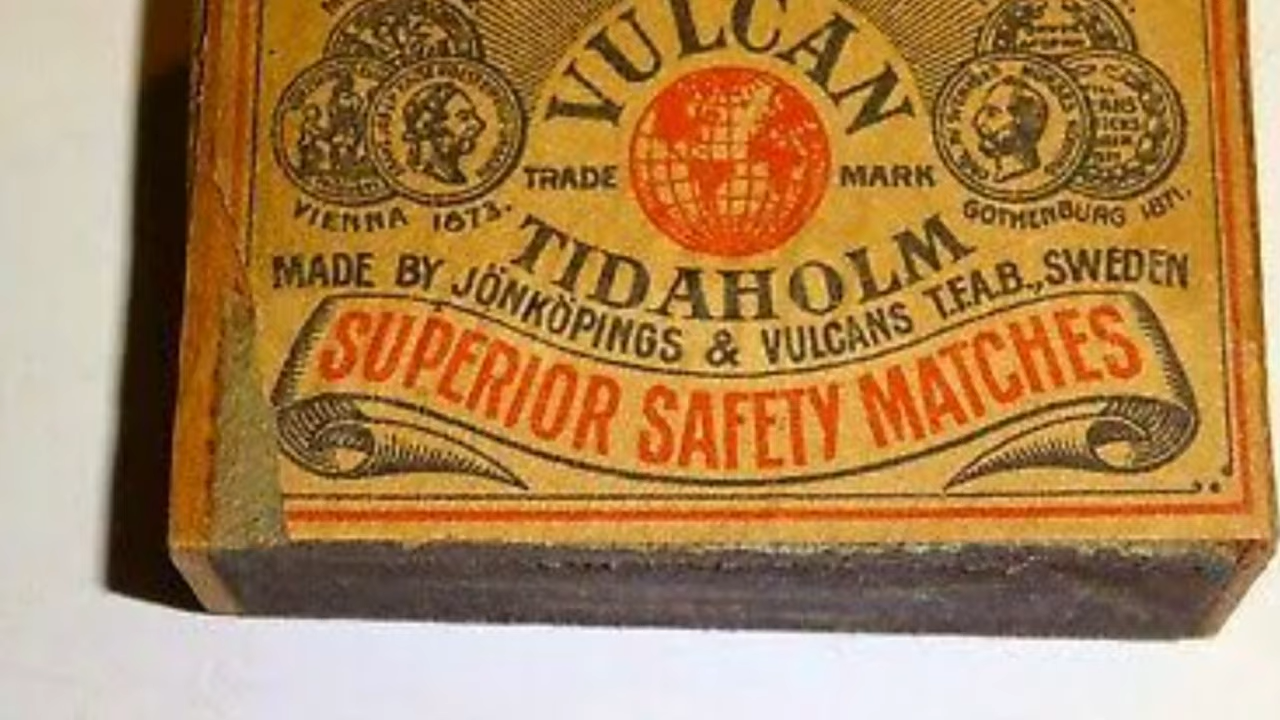 VULCAN
TRADE MARK
VIENNA 1873.
GOTHENBURG 1871.
TIDAHOLM
MADE BY JÖNKÖPINGS & VULCANS T.F.A.B., SWEDEN
SUPERIOR SAFETY MATCHES